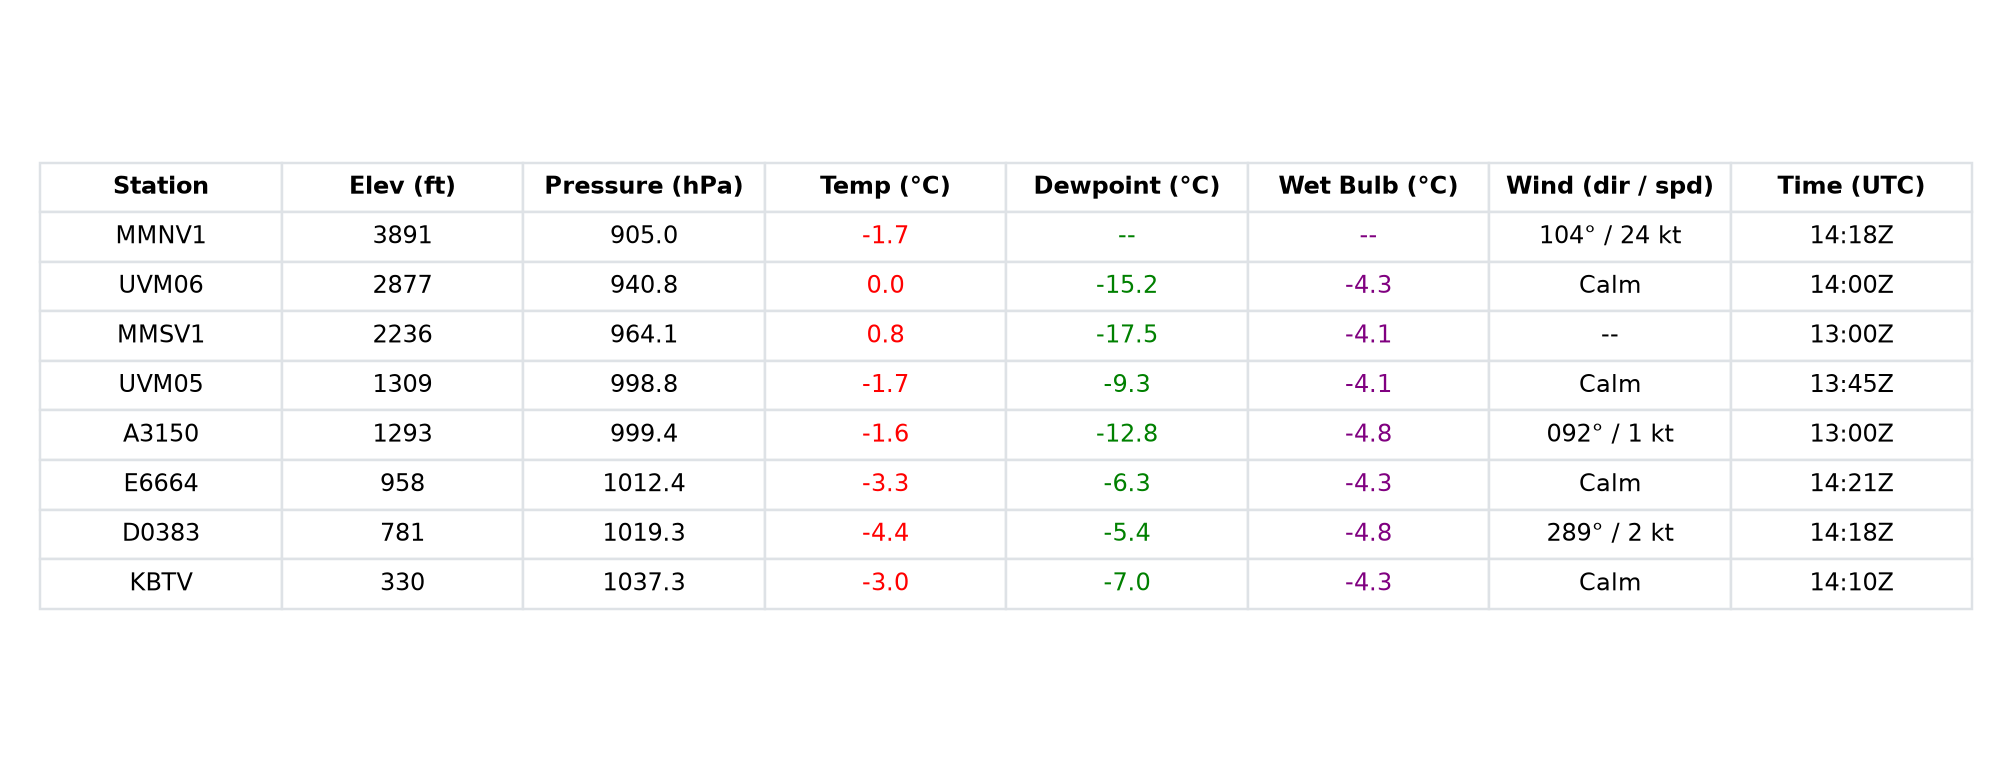 Station Elev (ft) Pressure (hPa) Temp (°C) Dewpoint (°C) Wet Bulb (°C) Wind (dir / spd) Time (UTC)
MMNV1 3891 905.0 -1.7 -- -- 104° / 24 kt 14:18Z
UVM06 2877 940.8 0.0 -15.2 -4.3 Calm 14:00Z
MMSV1 2236 964.1 0.8 -17.5 -4.1 -- 13:00Z
UVM05 1309 998.8 -1.7 -9.3 -4.1 Calm 13:45Z
A3150 1293 999.4 -1.6 -12.8 -4.8 092° / 1 kt 13:00Z
E6664 958 1012.4 -3.3 -6.3 -4.3 Calm 14:21Z
D0383 781 1019.3 -4.4 -5.4 -4.8 289° / 2 kt 14:18Z
KBTV 330 1037.3 -3.0 -7.0 -4.3 Calm 14:10Z